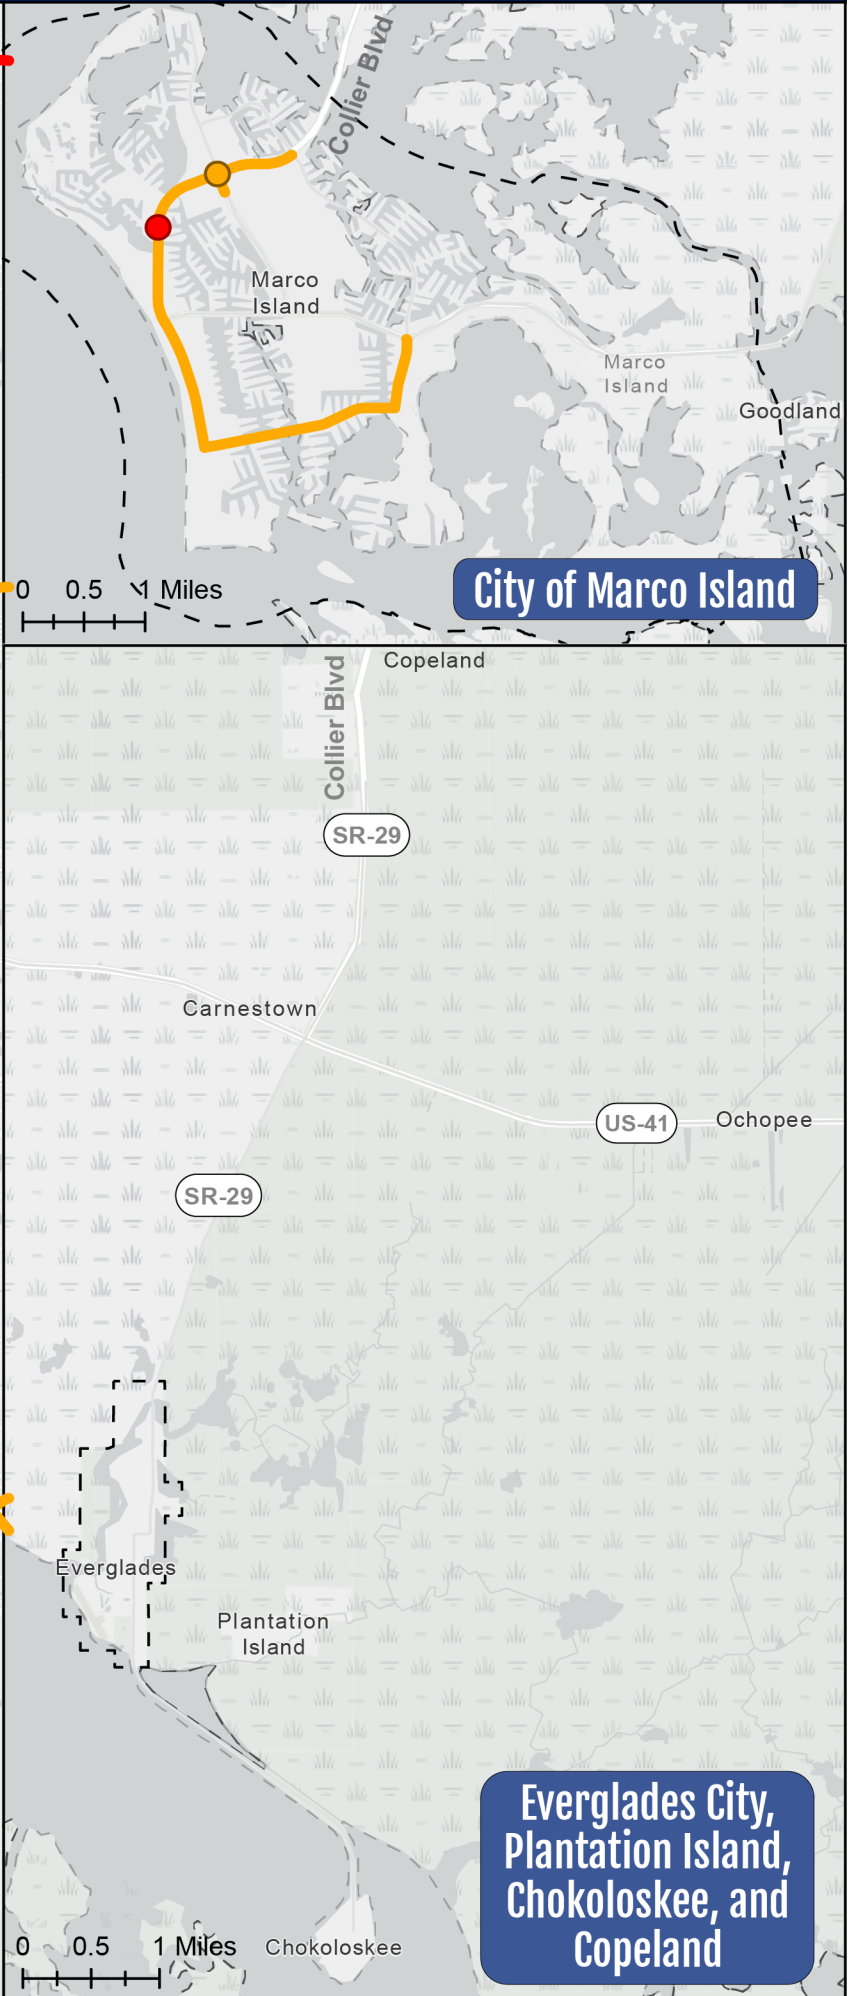 Collier Blvd
Marco
Island
Marco
Island
Goodland
0 0.5 1 Miles
City of Marco Island
Copeland
Collier Blvd
SR-29
Carnestown
US-41
Ochopee
SR-29
Everglades
Plantation
Island
Everglades City,
Plantation Island,
Chokoloskee, and
Copeland
0 0.5 1 Miles
Chokoloskee